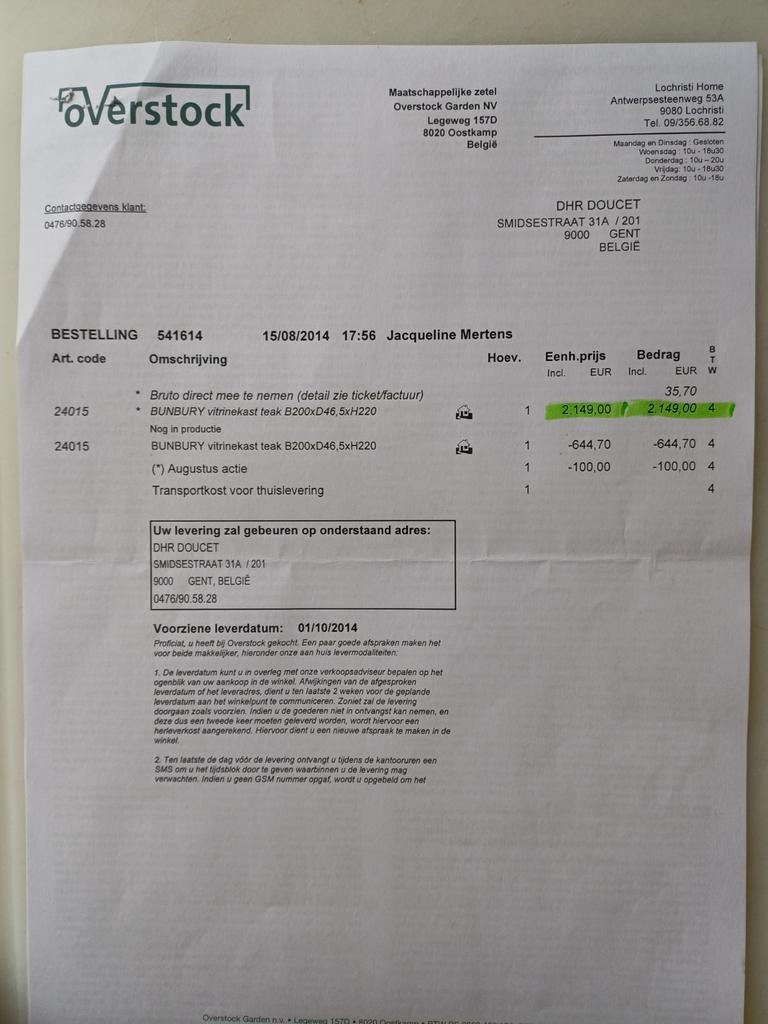 overstock
Maatschappelijke zetel
Overstock Garden NV
Legeweg 157D
8020 Oostkamp
België
Lochristi Home
Antwerpsesteenweg 53A
9080 Lochristi
Tel. 09/356.68.82
Maandag en Dinsdag : Gesloten
Woensdag : 10u - 18u30
Donderdag : 10u – 20u
Vrijdag: 10u - 18u30
Zaterdag en Zondag : 10u -18u
Contactgegevens klant:
0476/90.58.28
DHR DOUCET
SMIDSESTRAAT 31A / 201
9000 GENT
BELGIË
BESTELLING 541614 15/08/2014 17:56 Jacqueline Mertens
Art. code Omschrijving Hoev. Eenh.prijs Bedrag BTW
Incl. EUR Incl. EUR
* Bruto direct mee te nemen (detail zie ticket/factuur) 35,70
24015 * BUNBURY vitrinekast teak B200xD46,5xH220 1 2.149,00 2.149,00 4
Nog in productie
24015 BUNBURY vitrinekast teak B200xD46,5xH220 1 -644,70 -644,70 4
(*) Augustus actie 1 -100,00 -100,00 4
Transportkost voor thuislevering 1 4
Uw levering zal gebeuren op onderstaand adres:
DHR DOUCET
SMIDSESTRAAT 31A / 201
9000 GENT, BELGIË
0476/90.58.28
Voorziene leverdatum: 01/10/2014
Proficiat, u heeft bij Overstock gekocht. Een paar goede afspraken maken het
voor beide makkelijker, hieronder onze aan huis levermodaliteiten:
1. De leverdatum kunt u in overleg met onze verkoopsadviseur bepalen op het
ogenblik van uw aankoop in de winkel. Afwijkingen van de afgesproken
leverdatum of het leveradres, dient u ten laatste 2 weken voor de geplande
leverdatum aan het winkelpunt te communiceren. Zoniet zal de levering
doorgaan zoals voorzien. Indien u de goederen niet in ontvangst kan nemen, en
deze dus een tweede keer moeten geleverd worden, wordt hiervoor een
herleverkost aangerekend. Hiervoor dient u een nieuwe afspraak te maken in de
winkel.
2. Ten laatste de dag vóór de levering ontvangt u tijdens de kantooruren een
SMS om u het tijdsblok door te geven waarbinnen u de levering mag
verwachten. Indien u geen GSM nummer opgaf, wordt u opgebeld om het
Overstock Garden n.v. • Legeweg 157D • 8020 Oostkamp • BTW BE